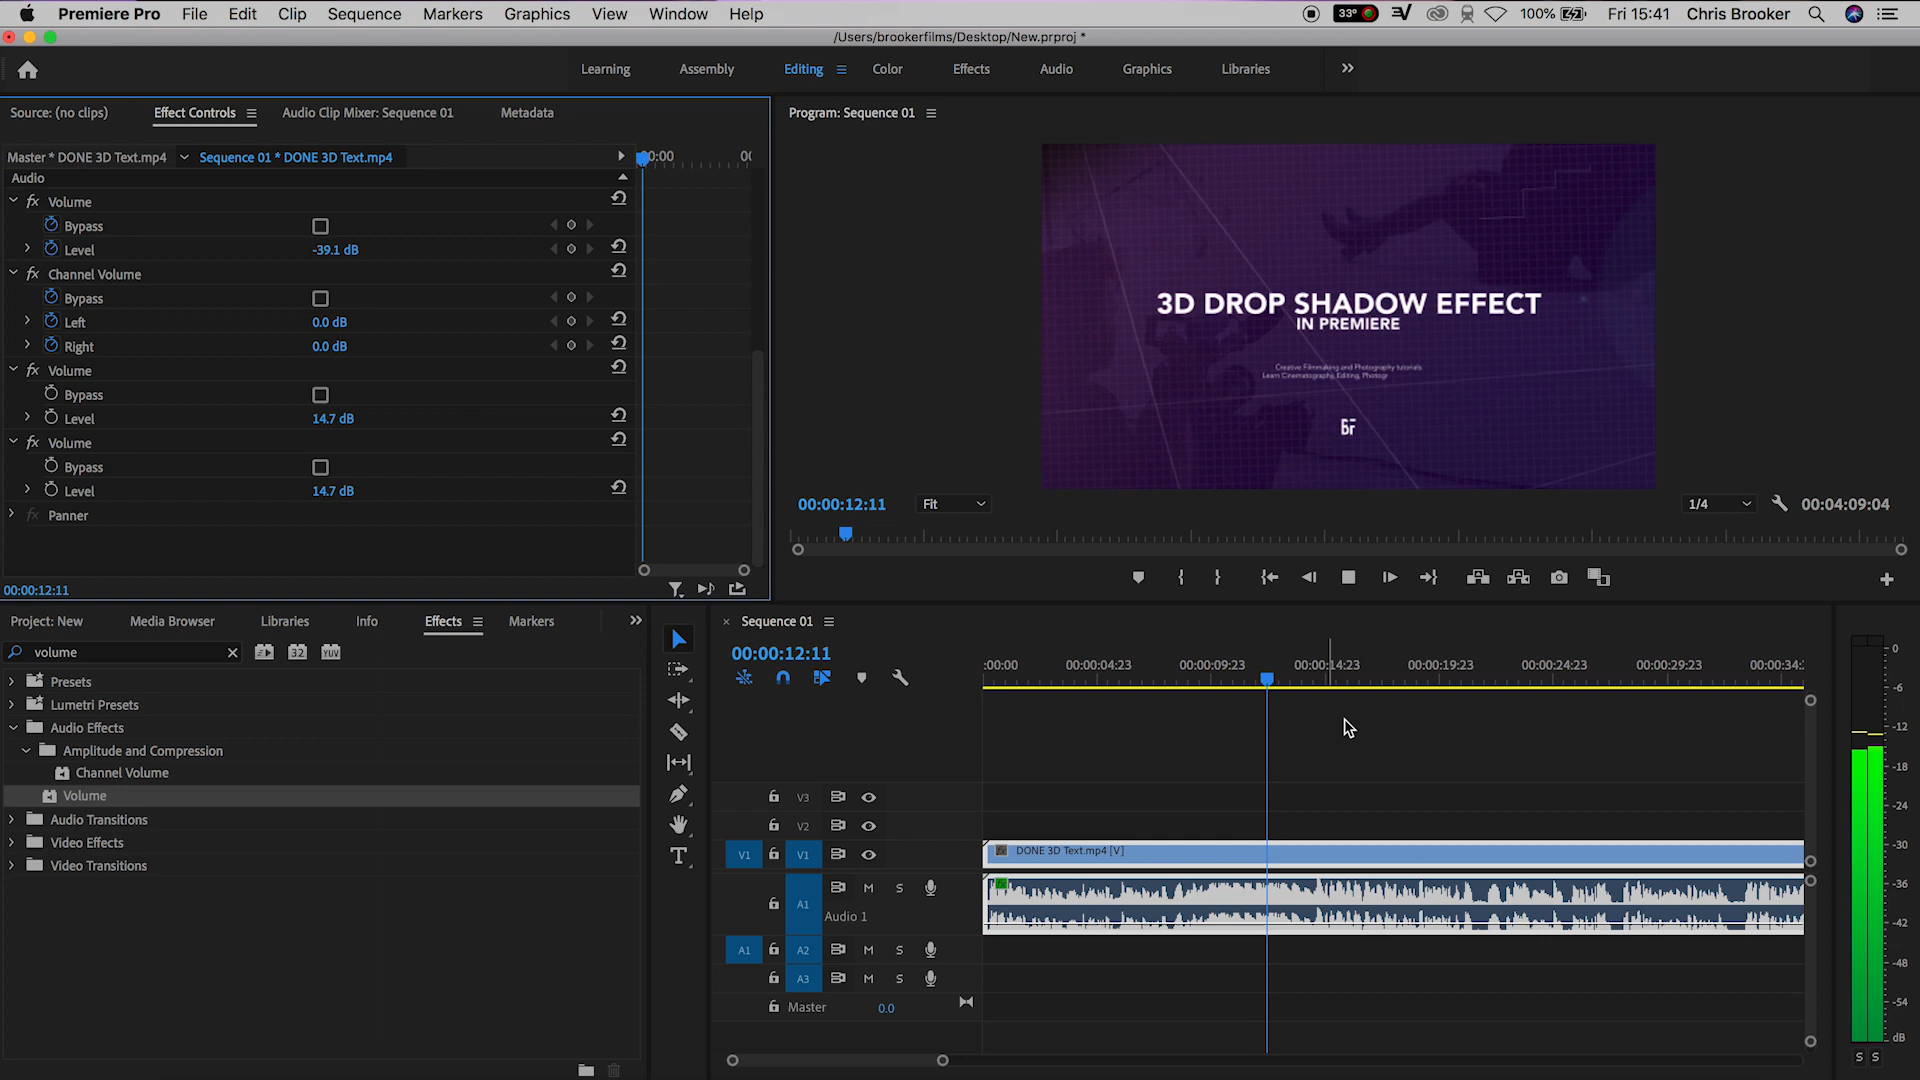 Premiere Pro File Edit Clip Sequence Markers Graphics View Window Help 33° 100% Fri 15:41 Chris Brooker
/Users/brookerfilms/Desktop/New.prproj *
Learning Assembly Editing Color Effects Audio Graphics Libraries
Source: (no clips) Effect Controls Audio Clip Mixer: Sequence 01 Metadata
Master * DONE 3D Text.mp4 Sequence 01 * DONE 3D Text.mp4
Audio
fx Volume
Bypass
Level -39.1 dB
fx Channel Volume
Bypass
Left 0.0 dB
Right 0.0 dB
fx Volume
Bypass
Level 14.7 dB
fx Volume
Bypass
Level 14.7 dB
fx Panner
00:00:12:11
Program: Sequence 01
3D DROP SHADOW EFFECT
IN PREMIERE
Creative Filmmaking and Photography tutorials
Learn Cinematography, Editing, Photogr
BF
00:00:12:11 Fit 1/4 00:04:09:04
Project: New Media Browser Libraries Info Effects Markers
volume 32 YUV
Presets
Lumetri Presets
Audio Effects
Amplitude and Compression
Channel Volume
Volume
Audio Transitions
Video Effects
Video Transitions
Sequence 01
00:00:12:11
:00:00 00:00:04:23 00:00:09:23 00:00:14:23 00:00:19:23 00:00:24:23 00:00:29:23 00:00:34:
V3
V2
V1 V1 DONE 3D Text.mp4 [V]
A1 M S
Audio 1
A1 A2 M S
A3 M S
Master 0.0
0
-6
-12
-18
-24
-30
-36
-42
-48
-54
dB
S S